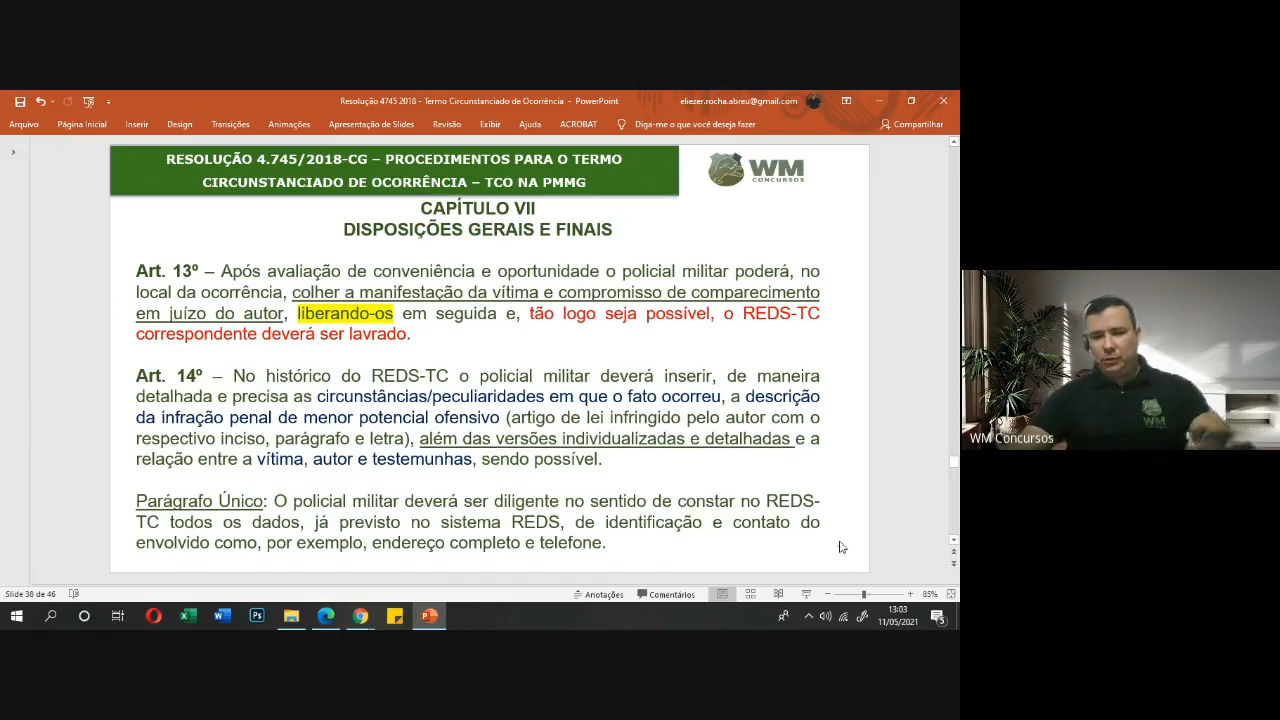 Resolução 4745 2018 - Termo Circunstanciado de Ocorrência - PowerPoint
eliezer.rocha.abreu@gmail.com
Arquivo Página Inicial Inserir Design Transições Animações Apresentação de Slides Revisão Exibir Ajuda ACROBAT Diga-me o que você deseja fazer Compartilhar
RESOLUÇÃO 4.745/2018-CG – PROCEDIMENTOS PARA O TERMO
CIRCUNSTANCIADO DE OCORRÊNCIA – TCO NA PMMG
WM
CONCURSOS
CAPÍTULO VII
DISPOSIÇÕES GERAIS E FINAIS
Art. 13º – Após avaliação de conveniência e oportunidade o policial militar poderá, no
local da ocorrência, colher a manifestação da vítima e compromisso de comparecimento
em juízo do autor, liberando-os em seguida e, tão logo seja possível, o REDS-TC
correspondente deverá ser lavrado.
Art. 14º – No histórico do REDS-TC o policial militar deverá inserir, de maneira
detalhada e precisa as circunstâncias/peculiaridades em que o fato ocorreu, a descrição
da infração penal de menor potencial ofensivo (artigo de lei infringido pelo autor com o
respectivo inciso, parágrafo e letra), além das versões individualizadas e detalhadas e a
relação entre a vítima, autor e testemunhas, sendo possível.
Parágrafo Único: O policial militar deverá ser diligente no sentido de constar no REDS-
TC todos os dados, já previsto no sistema REDS, de identificação e contato do
envolvido como, por exemplo, endereço completo e telefone.
WM
WM Concursos
Slide 38 de 46
Anotações Comentários 85%
Ps
13:03
11/05/2021
5